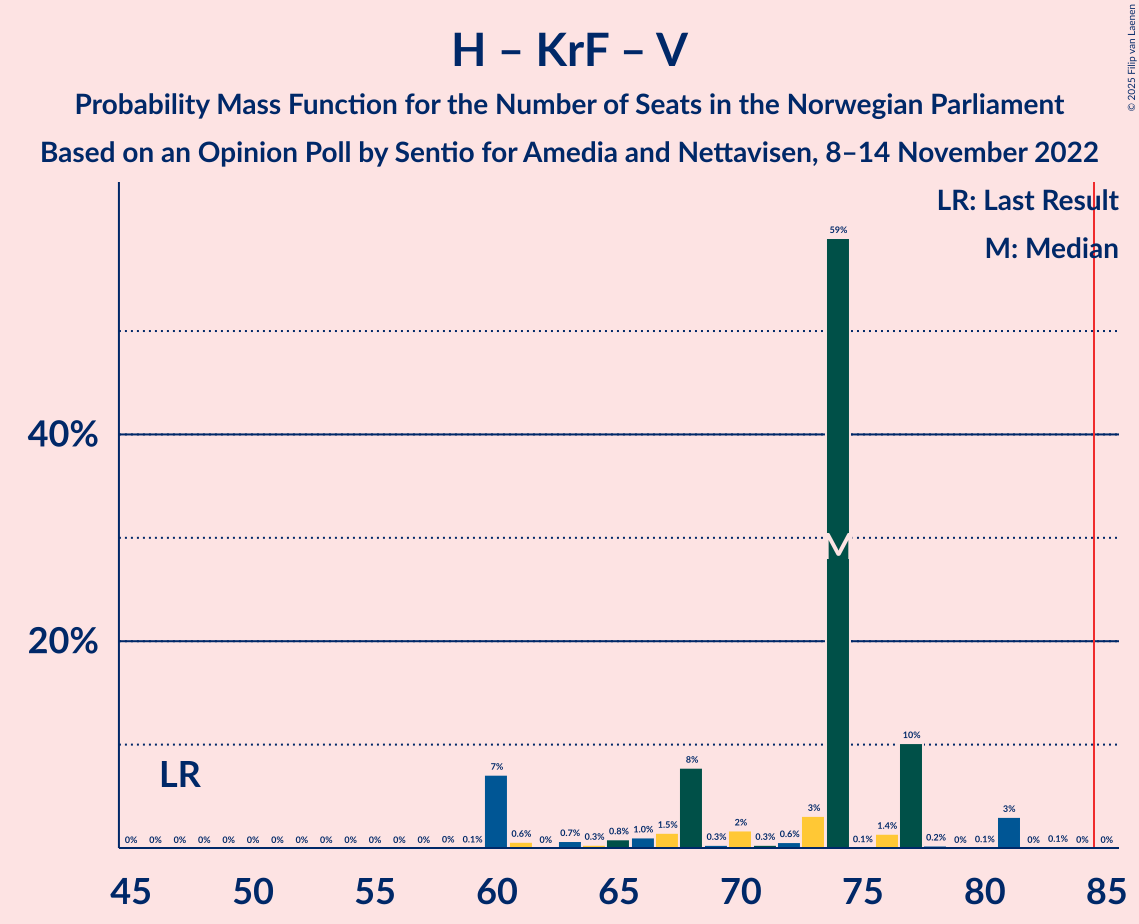 H – KrF – V
Probability Mass Function for the Number of Seats in the Norwegian Parliament
Based on an Opinion Poll by Sentio for Amedia and Nettavisen, 8–14 November 2022
© 2025 Filip van Laenen
LR: Last Result
M: Median
59%
40%
M
20%
10%
LR
7%
8%
3%
3%
0% 0% 0% 0% 0% 0% 0% 0% 0% 0% 0% 0% 0% 0% 0.1% 0.6% 0% 0.7% 0.3% 0.8% 1.0% 1.5% 0.3% 2% 0.3% 0.6% 0.1% 1.4% 0.2% 0% 0.1% 0% 0.1% 0% 0%
45 50 55 60 65 70 75 80 85